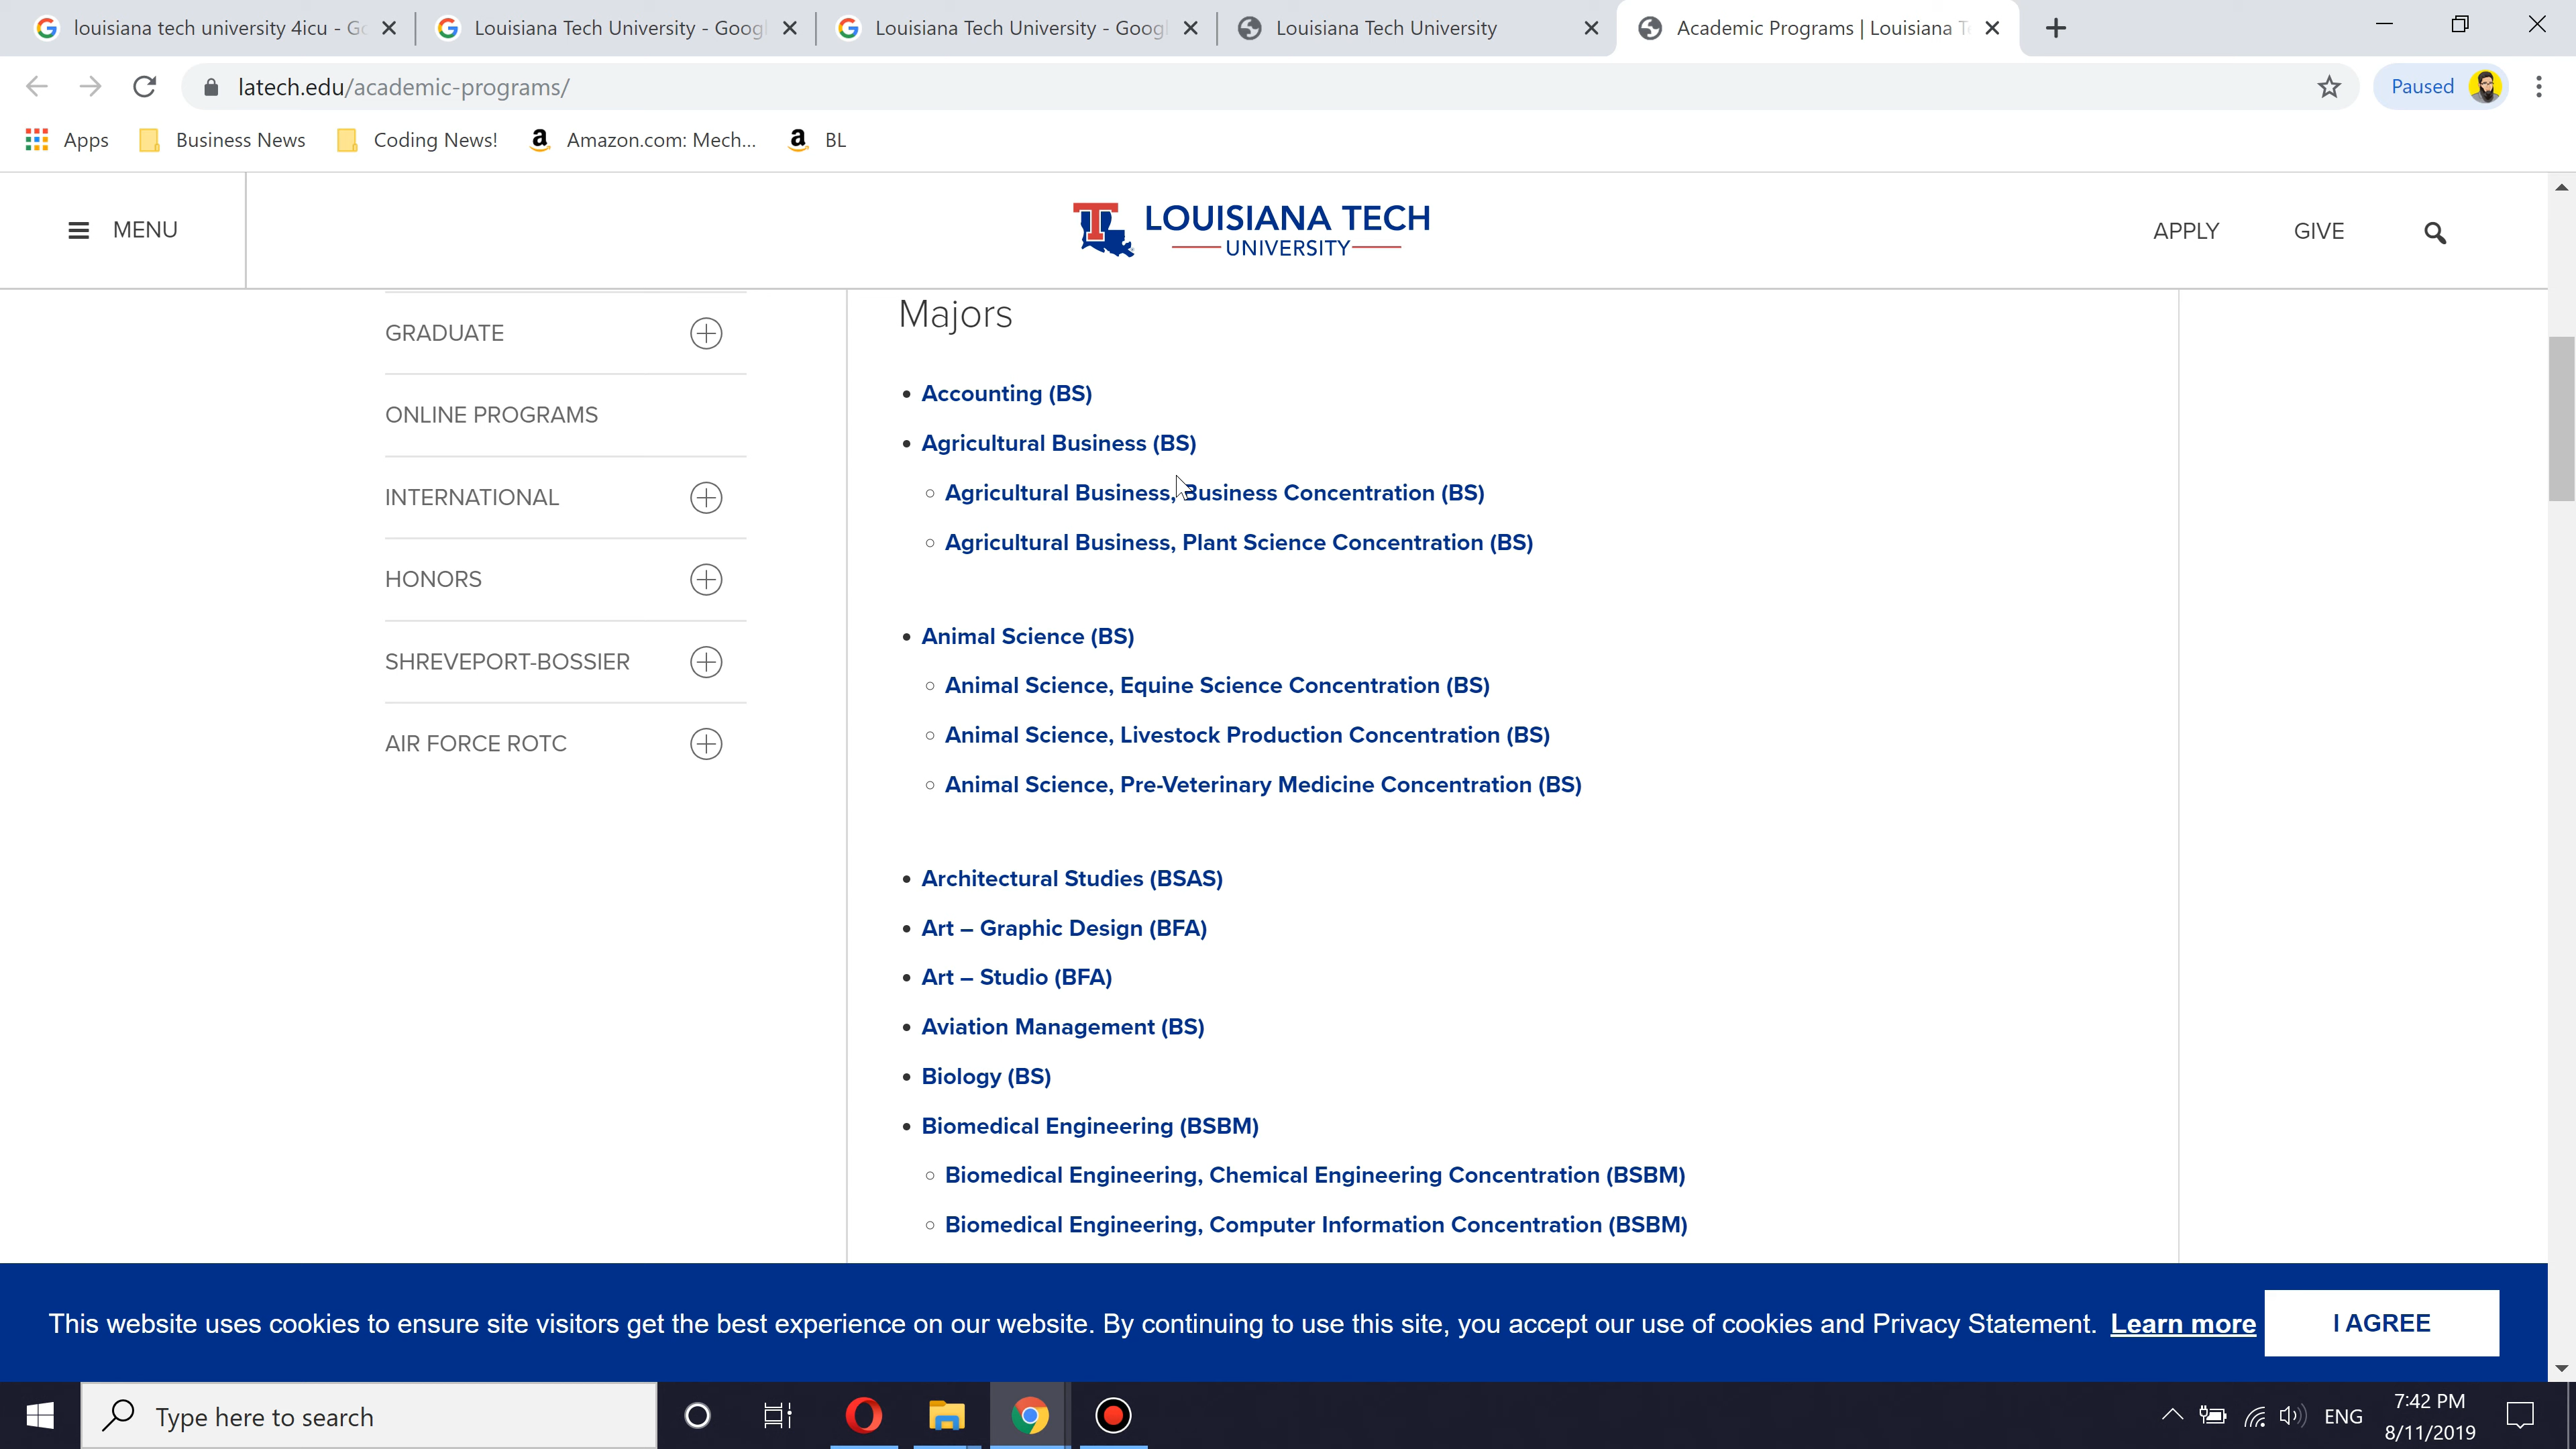 louisiana tech university 4icu - Go
Louisiana Tech University - Googl
Louisiana Tech University - Googl
Louisiana Tech University
Academic Programs | Louisiana T
latech.edu/academic-programs/
Paused
Apps
Business News
Coding News!
Amazon.com: Mech...
BL
MENU
LOUISIANA TECH
UNIVERSITY
APPLY
GIVE
GRADUATE
ONLINE PROGRAMS
INTERNATIONAL
HONORS
SHREVEPORT-BOSSIER
AIR FORCE ROTC
Majors
• Accounting (BS)
• Agricultural Business (BS)
○ Agricultural Business, Business Concentration (BS)
○ Agricultural Business, Plant Science Concentration (BS)
• Animal Science (BS)
○ Animal Science, Equine Science Concentration (BS)
○ Animal Science, Livestock Production Concentration (BS)
○ Animal Science, Pre-Veterinary Medicine Concentration (BS)
• Architectural Studies (BSAS)
• Art – Graphic Design (BFA)
• Art – Studio (BFA)
• Aviation Management (BS)
• Biology (BS)
• Biomedical Engineering (BSBM)
○ Biomedical Engineering, Chemical Engineering Concentration (BSBM)
○ Biomedical Engineering, Computer Information Concentration (BSBM)
This website uses cookies to ensure site visitors get the best experience on our website. By continuing to use this site, you accept our use of cookies and Privacy Statement. Learn more
I AGREE
Type here to search
ENG
7:42 PM
8/11/2019